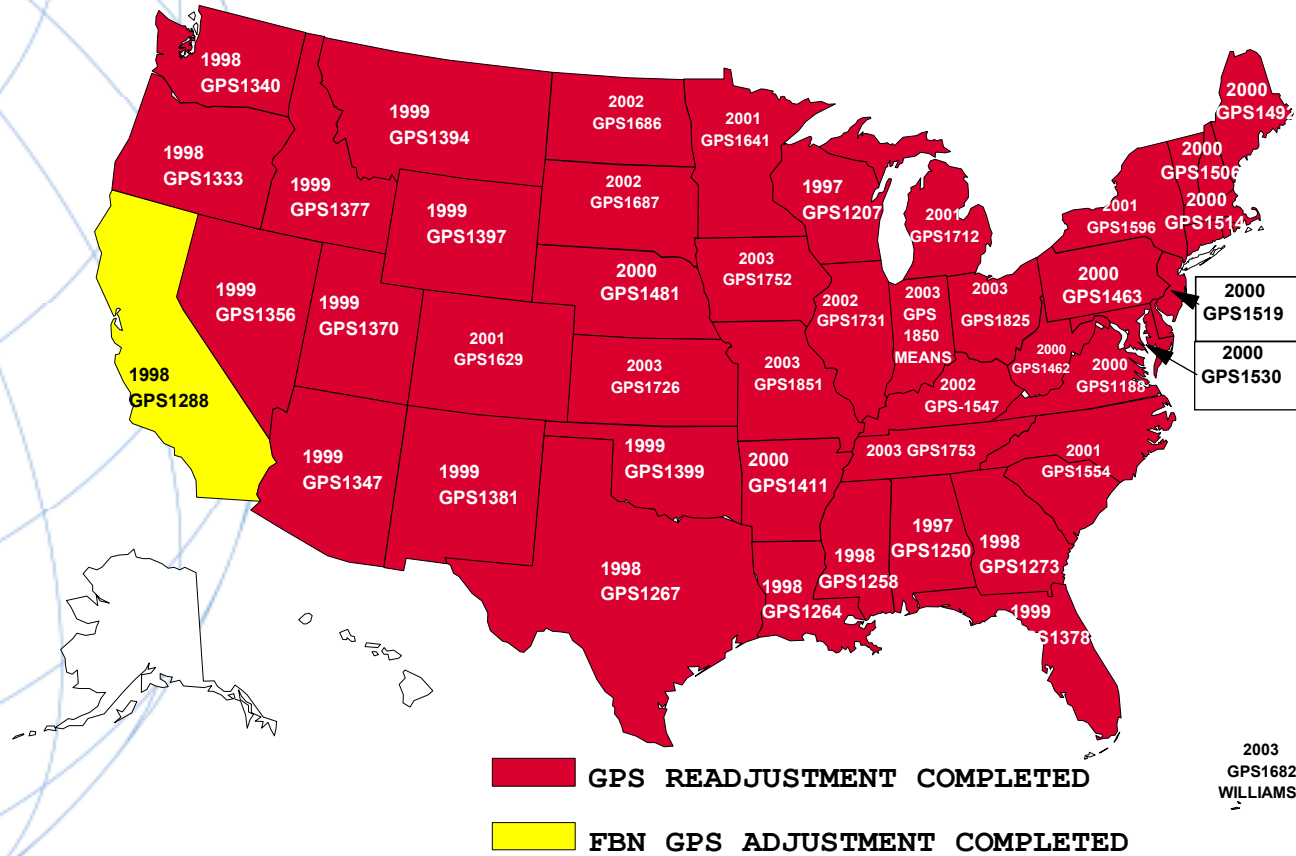 1998
GPS1340
1999
GPS1394
2002
GPS1686
2001
GPS1641
2000
GPS1492
1998
GPS1333
1999
GPS1377
1999
GPS1397
2002
GPS1687
1997
GPS1207
2001
GPS1712
2001
GPS1596
2000
GPS1506
2000
GPS1514
1999
GPS1356
1999
GPS1370
2001
GPS1629
2000
GPS1481
2003
GPS1752
2002
GPS1731
2003
GPS
1850
MEANS
2003
GPS1825
2000
GPS1463
2000
GPS1519
2000
GPS1530
1998
GPS1288
2003
GPS1726
2003
GPS1851
2000
GPS1462
2000
GPS1188
2002
GPS-1547
1999
GPS1347
1999
GPS1381
1999
GPS1399
2000
GPS1411
2003 GPS1753
2001
GPS1554
1998
GPS1267
1998
GPS1264
1998
GPS1258
1997
GPS1250
1998
GPS1273
1999
S1378
2003
GPS1682
WILLIAMS
GPS READJUSTMENT COMPLETED
FBN GPS ADJUSTMENT COMPLETED